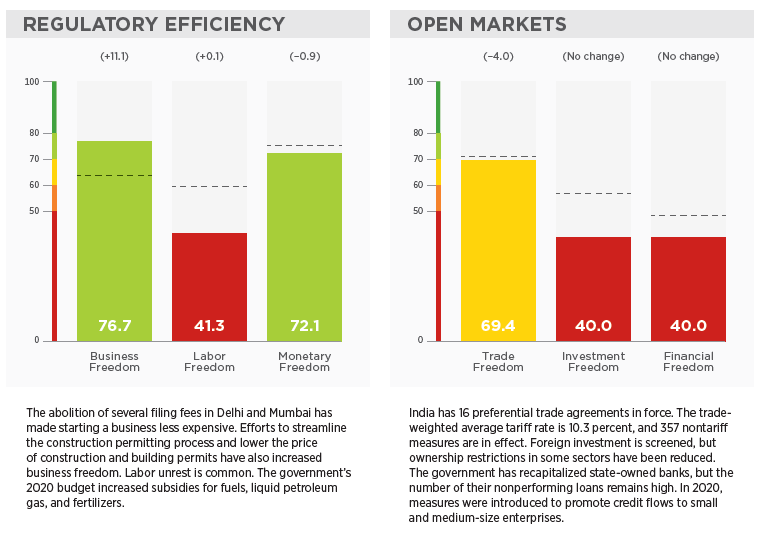 REGULATORY EFFICIENCY
(+11.1)
(+0.1)
(–0.9)
100
80
70
60
50
0
76.7
41.3
72.1
Business
Freedom
Labor
Freedom
Monetary
Freedom
The abolition of several filing fees in Delhi and Mumbai has
made starting a business less expensive. Efforts to streamline
the construction permitting process and lower the price
of construction and building permits have also increased
business freedom. Labor unrest is common. The government's
2020 budget increased subsidies for fuels, liquid petroleum
gas, and fertilizers.
OPEN MARKETS
(–4.0)
(No change)
(No change)
100
80
70
60
50
0
69.4
40.0
40.0
Trade
Freedom
Investment
Freedom
Financial
Freedom
India has 16 preferential trade agreements in force. The trade-
weighted average tariff rate is 10.3 percent, and 357 nontariff
measures are in effect. Foreign investment is screened, but
ownership restrictions in some sectors have been reduced.
The government has recapitalized state-owned banks, but the
number of their nonperforming loans remains high. In 2020,
measures were introduced to promote credit flows to small
and medium-size enterprises.